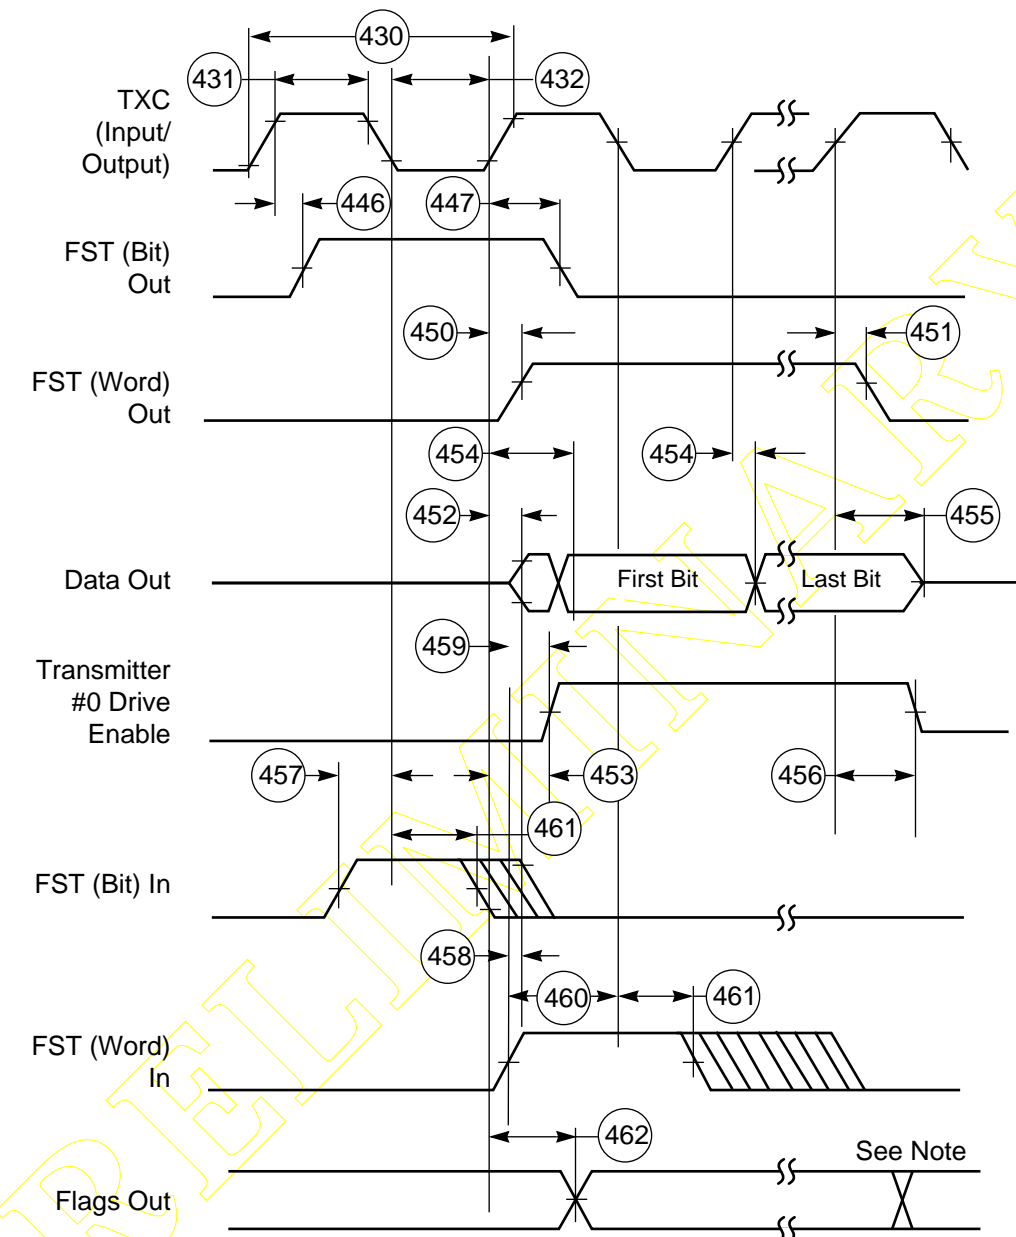 430
431
432
TXC
(Input/
Output)
446
447
FST (Bit)
Out
450
451
FST (Word)
Out
454
454
452
455
Data Out
First Bit
Last Bit
459
Transmitter
#0 Drive
Enable
457
453
456
461
FST (Bit) In
458
460
461
FST (Word)
In
462
See Note
Flags Out
PRELIMINARY